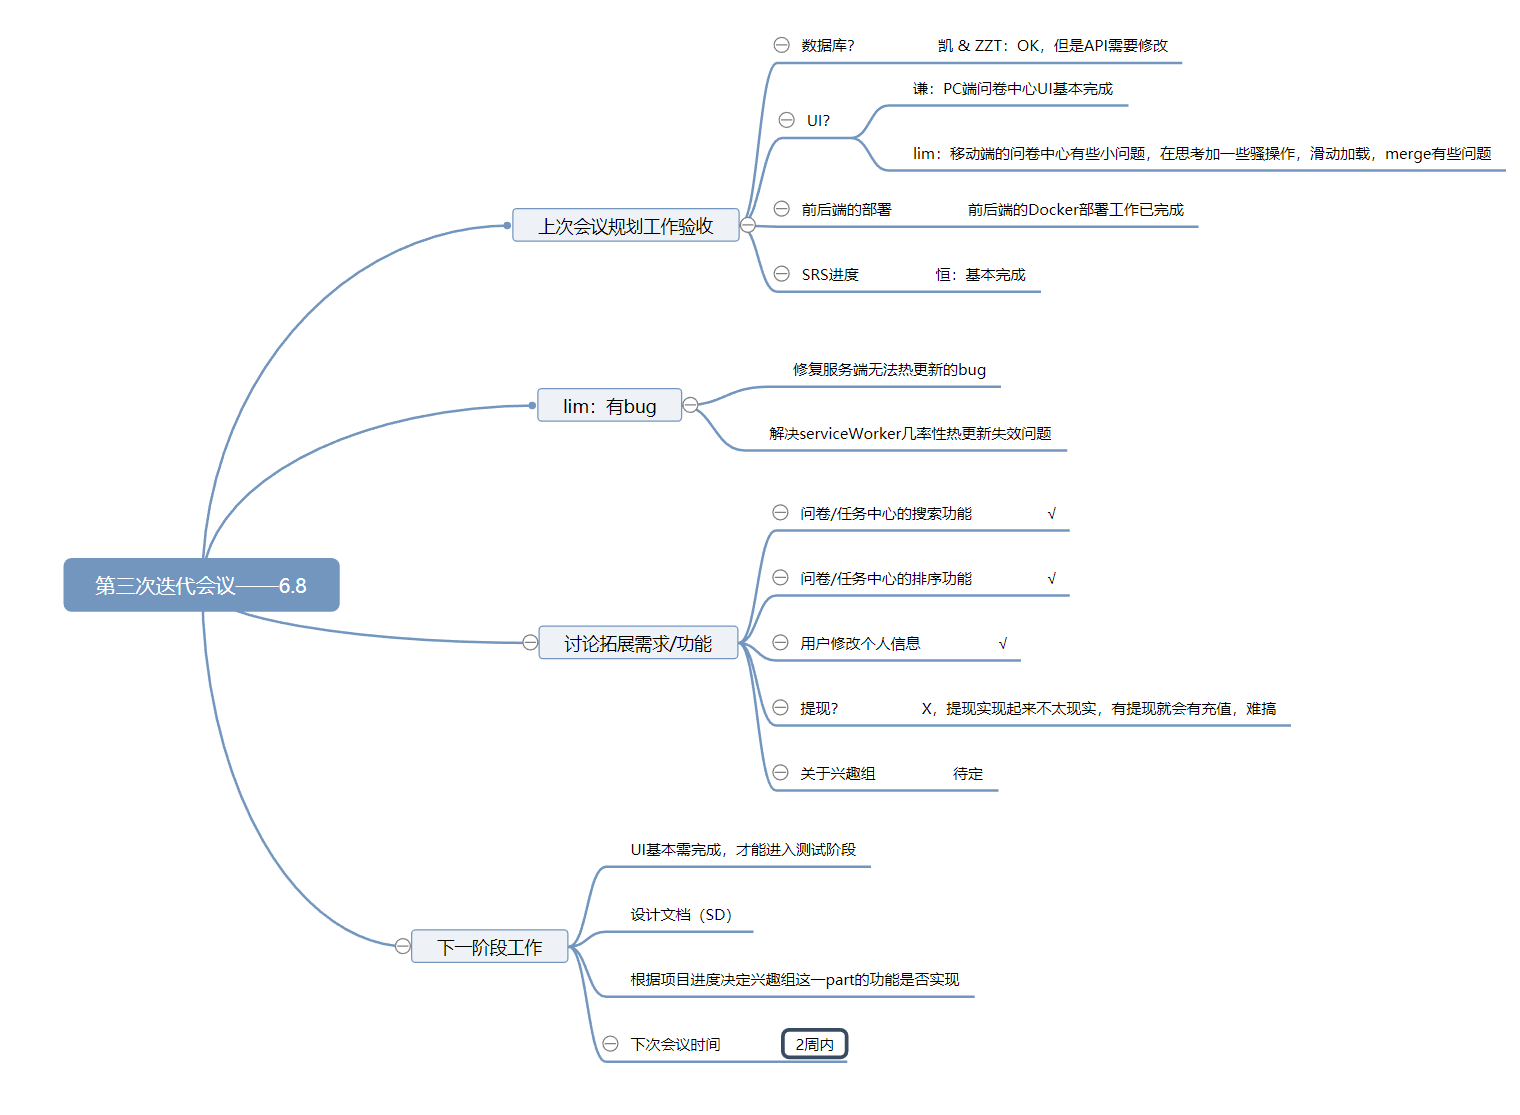 第三次迭代会议——6.8
上次会议规划工作验收
数据库？
凯 & ZZT：OK，但是API需要修改
UI？
谦：PC端问卷中心UI基本完成
lim：移动端的问卷中心有些小问题，在思考加一些骚操作，滑动加载，merge有些问题
前后端的部署
前后端的Docker部署工作已完成
SRS进度
恒：基本完成
lim：有bug
修复服务端无法热更新的bug
解决serviceWorker几率性热更新失效问题
讨论拓展需求/功能
问卷/任务中心的搜索功能
√
问卷/任务中心的排序功能
√
用户修改个人信息
√
提现？
X，提现实现起来不太现实，有提现就会有充值，难搞
关于兴趣组
待定
下一阶段工作
UI基本需完成，才能进入测试阶段
设计文档（SD）
根据项目进度决定兴趣组这一part的功能是否实现
下次会议时间
2周内